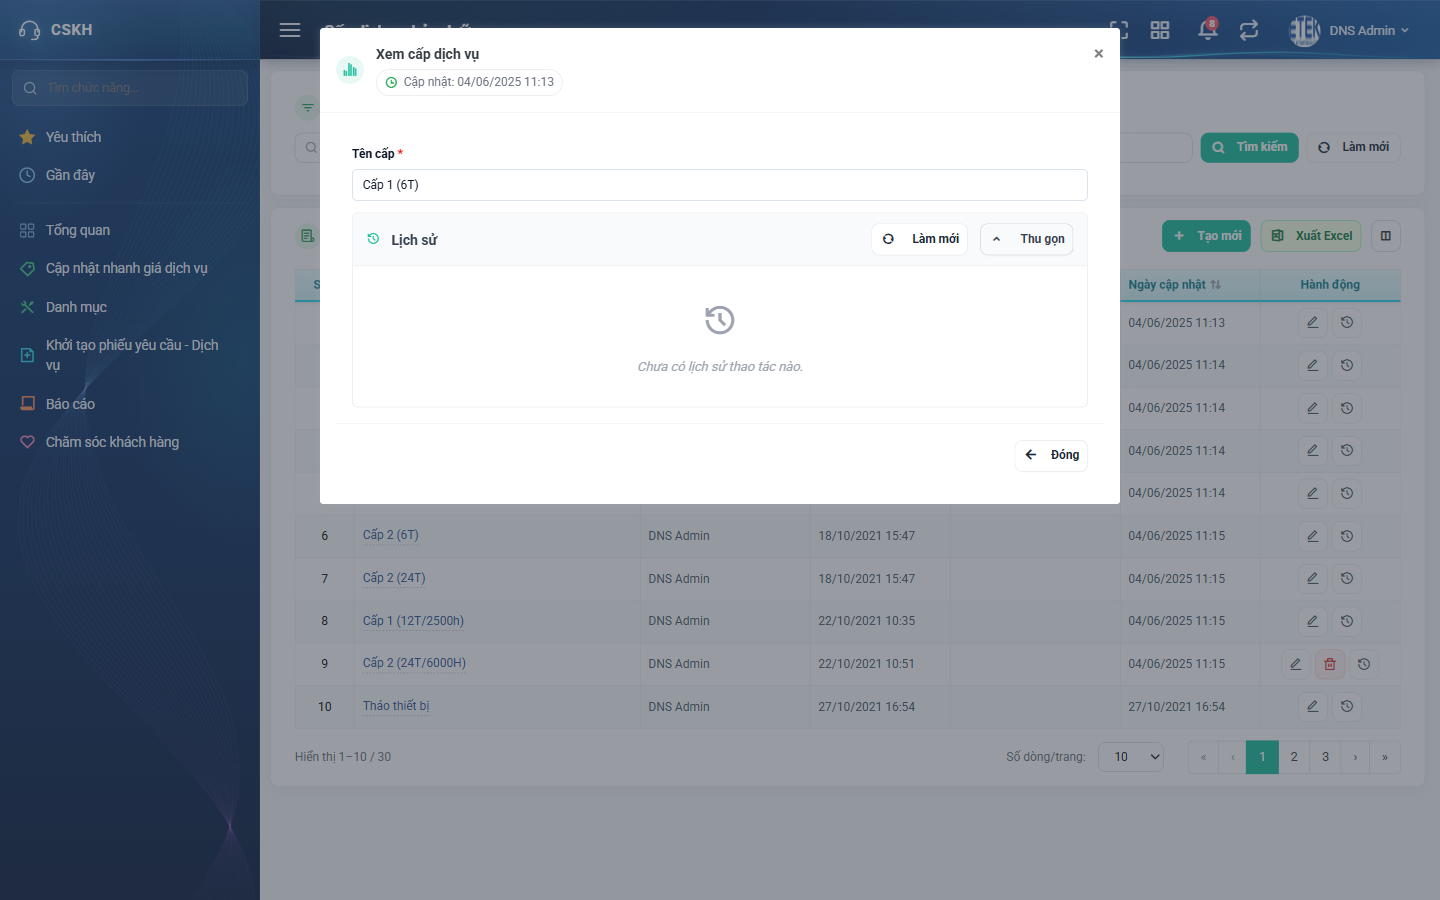 CSKH
Tìm chức năng...
Yêu thích
Gần đây
Tổng quan
Cập nhật nhanh giá dịch vụ
Danh mục
Khởi tạo phiếu yêu cầu - Dịch
vụ
Báo cáo
Chăm sóc khách hàng
8
DNS Admin
Xem cấp dịch vụ
Cập nhật: 04/06/2025 11:13
×
Tên cấp *
Cấp 1 (6T)
Lịch sử
Làm mới
Thu gọn
Chưa có lịch sử thao tác nào.
Đóng
Tìm kiếm
Làm mới
Tạo mới
Xuất Excel
Ngày cập nhật
Hành động
04/06/2025 11:13
04/06/2025 11:14
04/06/2025 11:14
04/06/2025 11:14
04/06/2025 11:14
6 Cấp 2 (6T) DNS Admin 18/10/2021 15:47 04/06/2025 11:15
7 Cấp 2 (24T) DNS Admin 18/10/2021 15:47 04/06/2025 11:15
8 Cấp 1 (12T/2500h) DNS Admin 22/10/2021 10:35 04/06/2025 11:15
9 Cấp 2 (24T/6000H) DNS Admin 22/10/2021 10:51 04/06/2025 11:15
10 Tháo thiết bị DNS Admin 27/10/2021 16:54 27/10/2021 16:54
Hiển thị 1–10 / 30
Số dòng/trang: 10
« ‹ 1 2 3 › »